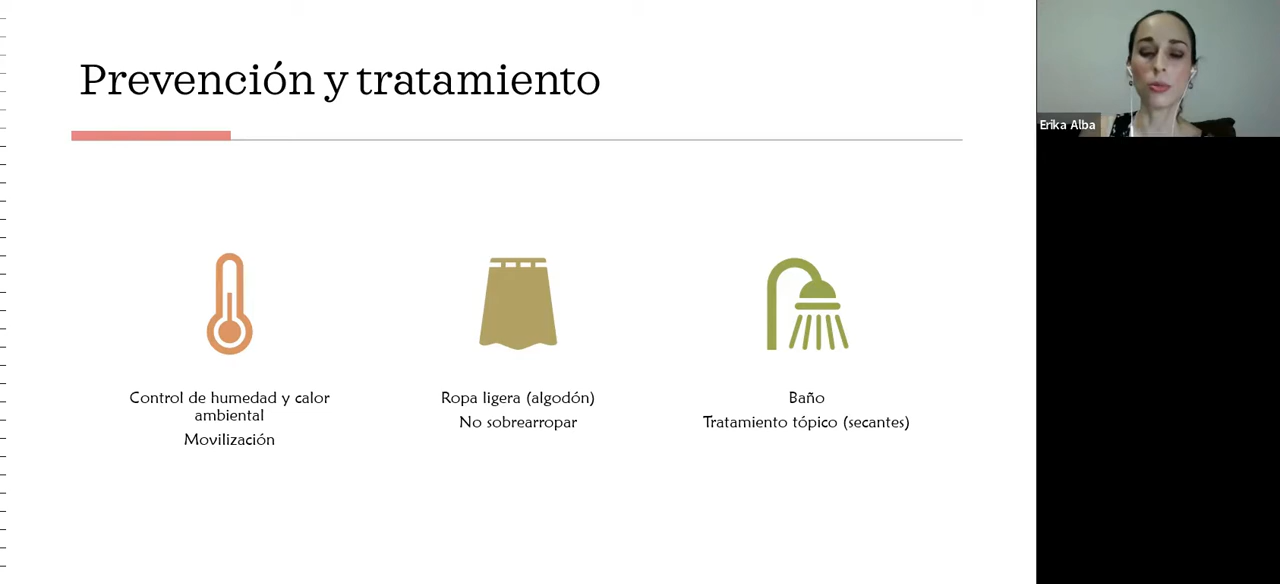 Prevención y tratamiento
Erika Alba
Control de humedad y calor
ambiental
Movilización
Ropa ligera (algodón)
No sobrearropar
Baño
Tratamiento tópico (secantes)